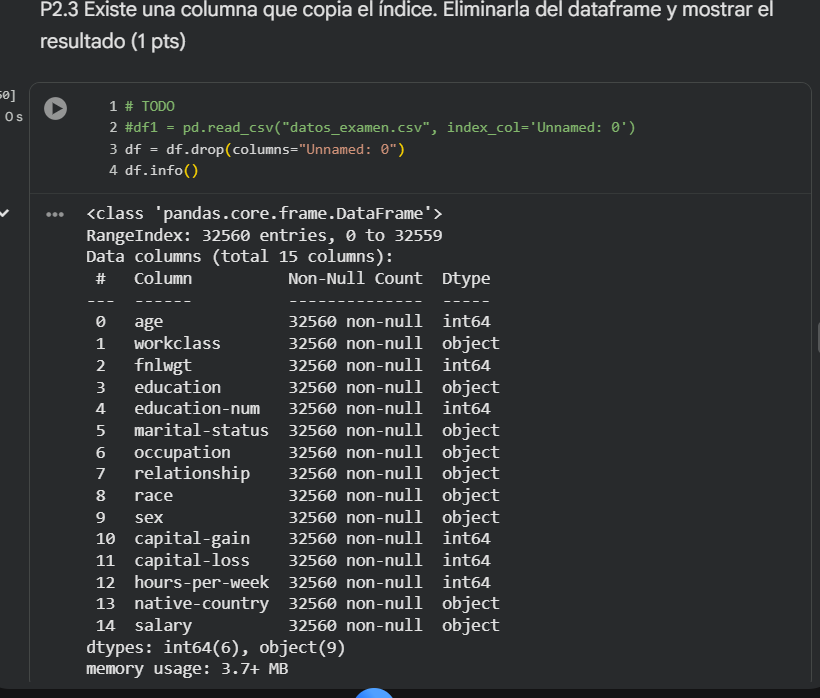 P2.3 Existe una columna que copia el índice. Eliminarla del dataframe y mostrar el
resultado (1 pts)
0 s
1 # TODO
2 #df1 = pd.read_csv("datos_examen.csv", index_col='Unnamed: 0')
3 df = df.drop(columns="Unnamed: 0")
4 df.info()
<class 'pandas.core.frame.DataFrame'>
RangeIndex: 32560 entries, 0 to 32559
Data columns (total 15 columns):
# Column Non-Null Count Dtype
--- ------ -------------- -----
0 age 32560 non-null int64
1 workclass 32560 non-null object
2 fnlwgt 32560 non-null int64
3 education 32560 non-null object
4 education-num 32560 non-null int64
5 marital-status 32560 non-null object
6 occupation 32560 non-null object
7 relationship 32560 non-null object
8 race 32560 non-null object
9 sex 32560 non-null object
10 capital-gain 32560 non-null int64
11 capital-loss 32560 non-null int64
12 hours-per-week 32560 non-null int64
13 native-country 32560 non-null object
14 salary 32560 non-null object
dtypes: int64(6), object(9)
memory usage: 3.7+ MB